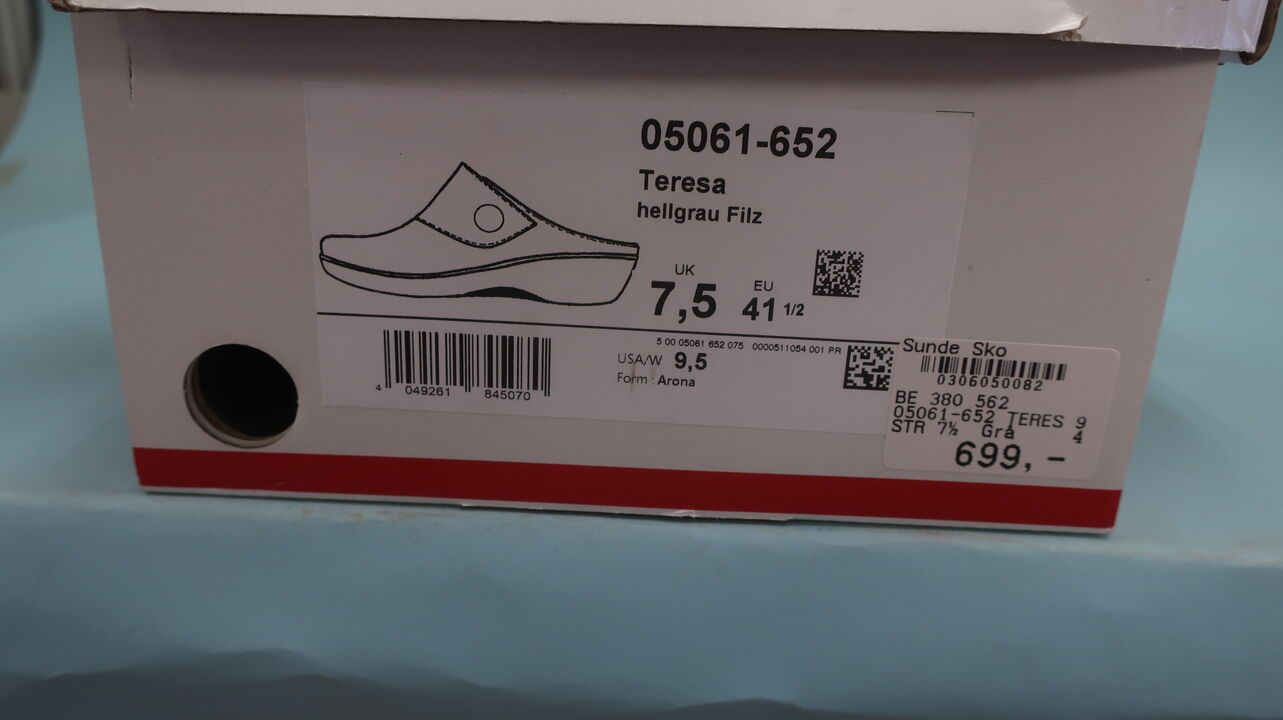 05061-652
Teresa
hellgrau Filz
UK
7,5
EU
41 1/2
5 00 05061 652 075 0000511054 001 PR
USA/W 9,5
Form : Arona
4 049261 845070
Sunde Sko
0306050082
BE 380 562
05061-652 TERES 9
STR 7½ Grå 4
699,-